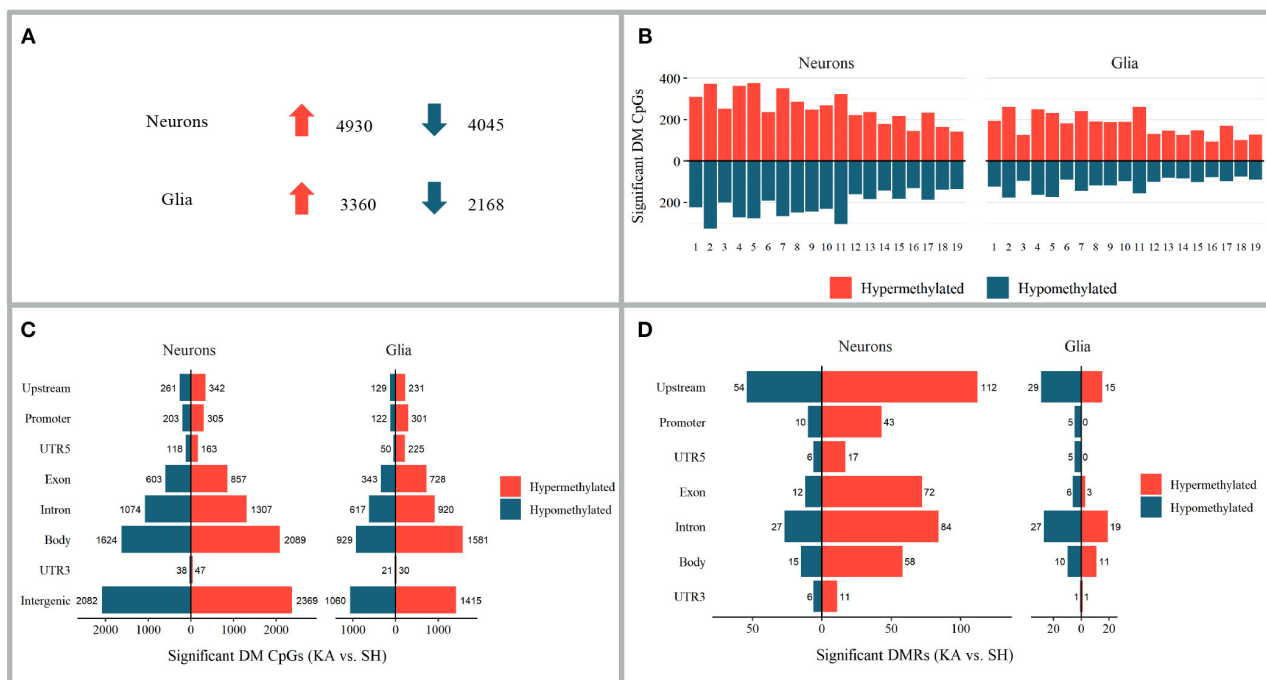 A
Neurons 4930 4045
Glia 3360 2168
B
Neurons Glia
Significant DM CpGs
400
200
0
200
1 2 3 4 5 6 7 8 9 10 11 12 13 14 15 16 17 18 19 1 2 3 4 5 6 7 8 9 10 11 12 13 14 15 16 17 18 19
Hypermethylated Hypomethylated
C
Neurons Glia
Upstream 261 342 129 231
Promoter 203 305 122 301
UTR5 118 163 50 225
Exon 603 857 343 728
Intron 1074 1307 617 920
Body 1624 2089 929 1581
UTR3 38 47 21 30
Intergenic 2082 2369 1060 1415
2000 1000 0 1000 2000 1000 0 1000
Hypermethylated
Hypomethylated
Significant DM CpGs (KA vs. SH)
D
Neurons Glia
Upstream 54 112 29 15
Promoter 10 43 5 0
UTR5 6 17 5 0
Exon 12 72 6 3
Intron 27 84 27 19
Body 15 58 10 11
UTR3 6 11 1 1
50 0 50 100 20 0 20
Hypermethylated
Hypomethylated
Significant DMRs (KA vs. SH)